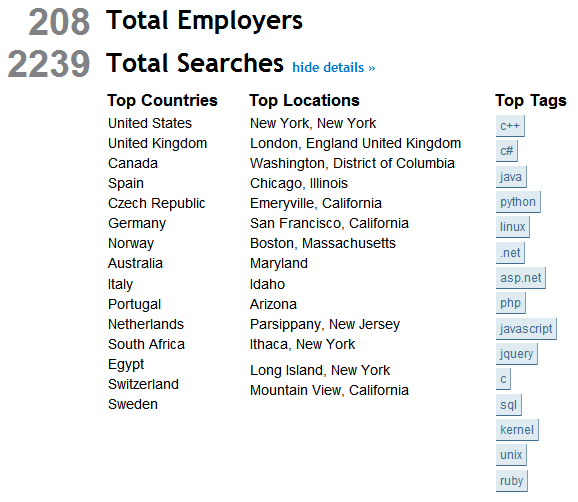 208 Total Employers
2239 Total Searches hide details »
Top Countries
United States
United Kingdom
Canada
Spain
Czech Republic
Germany
Norway
Australia
Italy
Portugal
Netherlands
South Africa
Egypt
Switzerland
Sweden
Top Locations
New York, New York
London, England United Kingdom
Washington, District of Columbia
Chicago, Illinois
Emeryville, California
San Francisco, California
Boston, Massachusetts
Maryland
Idaho
Arizona
Parsippany, New Jersey
Ithaca, New York
Long Island, New York
Mountain View, California
Top Tags
c++
c#
java
python
linux
.net
asp.net
php
javascript
jquery
c
sql
kernel
unix
ruby